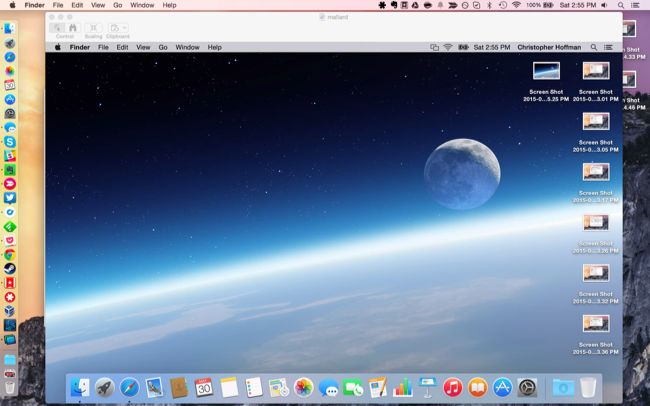 Finder File Edit View Go Window Help
100% Sat 2:55 PM
mallard
Control Scaling Clipboard
Finder File Edit View Go Window Help
Sat 2:55 PM Christopher Hoffman
Screen Shot
2015-0...5.25 PM
Screen Shot
2015-0...3.01 PM
Screen Shot
2015-0...3.05 PM
Screen Shot
2015-0...3.17 PM
Screen Shot
2015-0...3.26 PM
Screen Shot
2015-0...3.32 PM
Screen Shot
2015-0...3.36 PM
4.33 PM
4.46 PM
30
30